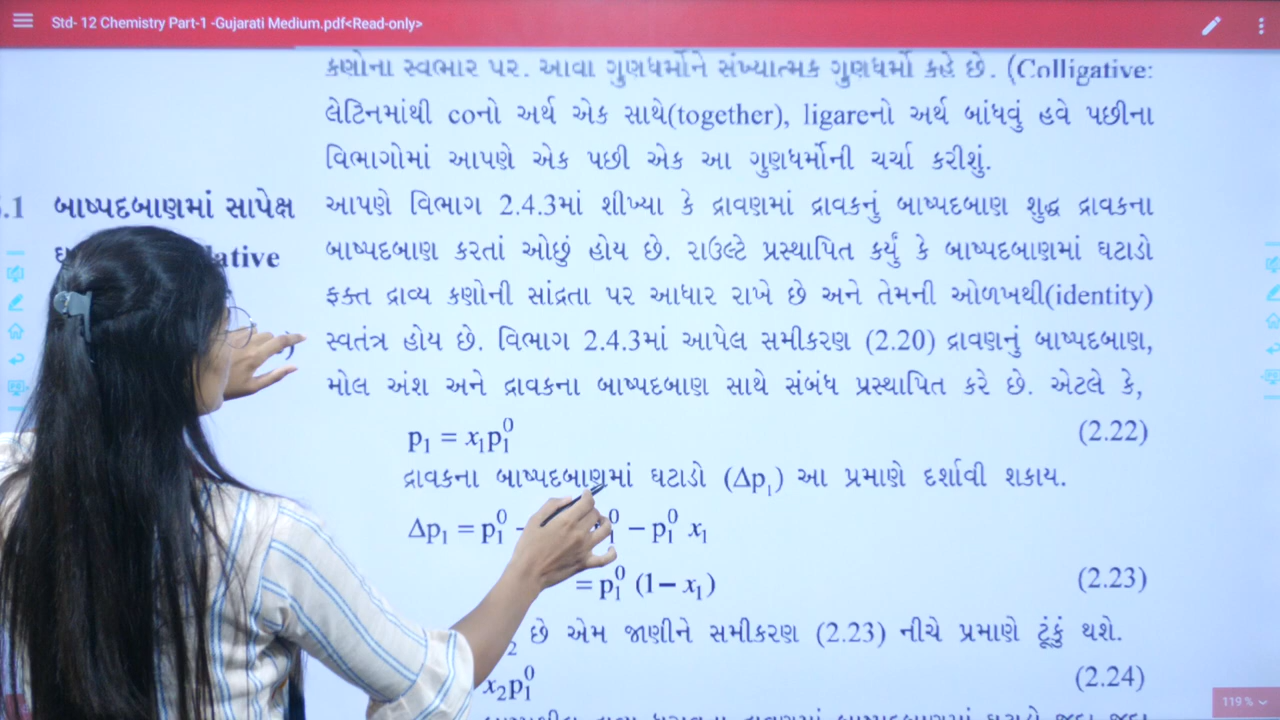 Std- 12 Chemistry Part-1 -Gujarati Medium.pdf<Read-only>
કણોના સ્વભાર પર. આવા ગુણધર્મોને સંખ્યાત્મક ગુણધર્મો કહે છે. (Colligative:
લેટિનમાંથી coનો અર્થ એક સાથે(together), ligareનો અર્થ બાંધવું હવે પછીના
વિભાગોમાં આપણે એક પછી એક આ ગુણધર્મોની ચર્ચા કરીશું.
.1 બાષ્પદબાણમાં સાપેક્ષ
lative
આપણે વિભાગ 2.4.3માં શીખ્યા કે દ્રાવણમાં દ્રાવકનું બાષ્પદબાણ શુદ્ધ દ્રાવકના
બાષ્પદબાણ કરતાં ઓછું હોય છે. રાઉલ્ટે પ્રસ્થાપિત કર્યું કે બાષ્પદબાણમાં ઘટાડો
ફક્ત દ્રાવ્ય કણોની સાંદ્રતા પર આધાર રાખે છે અને તેમની ઓળખથી(identity)
સ્વતંત્ર હોય છે. વિભાગ 2.4.3માં આપેલ સમીકરણ (2.20) દ્રાવણનું બાષ્પદબાણ,
મોલ અંશ અને દ્રાવકના બાષ્પદબાણ સાથે સંબંધ પ્રસ્થાપિત કરે છે. એટલે કે,
p₁ = x₁p₁⁰ (2.22)
દ્રાવકના બાષ્પદબાણમાં ઘટાડો (Δp₁) આ પ્રમાણે દર્શાવી શકાય.
Δp₁ = p₁⁰ - ⁰ − p₁⁰ x₁
= p₁⁰ (1− x₁) (2.23)
₂ છે એમ જાણીને સમીકરણ (2.23) નીચે પ્રમાણે ટૂંકું થશે.
x₂p₁⁰ (2.24)
119 %